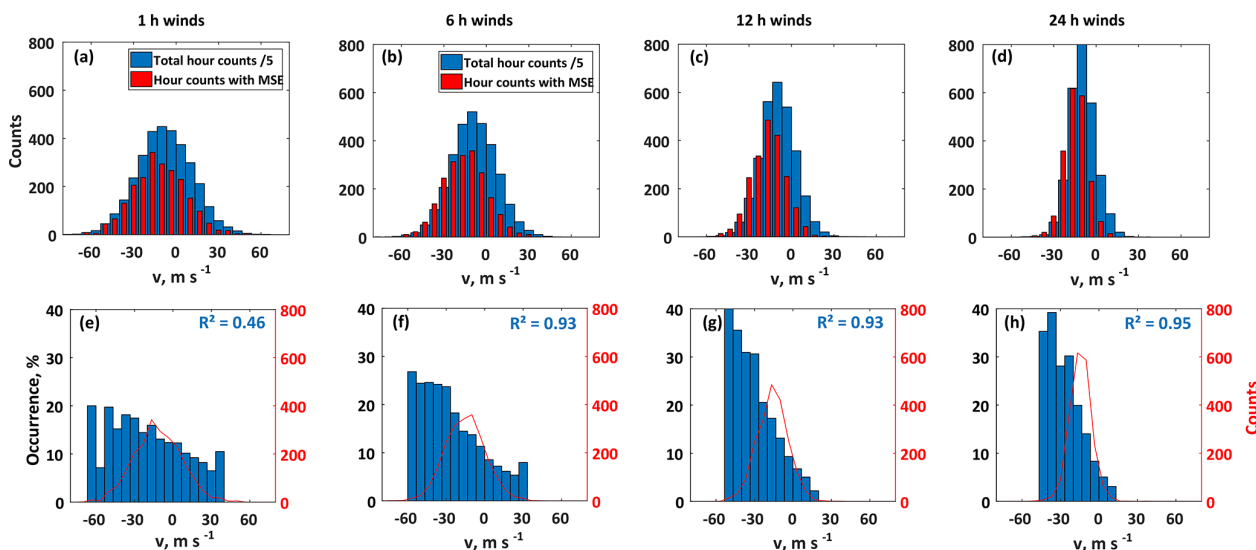 1 h winds
6 h winds
12 h winds
24 h winds
(a)
Total hour counts /5
Hour counts with MSE
(b)
Total hour counts /5
Hour counts with MSE
(c)
(d)
Counts
800
600
400
200
0
800
600
400
200
0
800
600
400
200
0
800
600
400
200
0
-60 -30 0 30 60
-60 -30 0 30 60
-60 -30 0 30 60
-60 -30 0 30 60
v, m s -1
v, m s -1
v, m s -1
v, m s -1
(e)
R² = 0.46
(f)
R² = 0.93
(g)
R² = 0.93
(h)
R² = 0.95
Occurrence, %
40
30
20
10
0
800
600
400
200
0
40
30
20
10
0
800
600
400
200
0
40
30
20
10
0
800
600
400
200
0
40
30
20
10
0
800
600
400
200
0
Counts
-60 -30 0 30 60
-60 -30 0 30 60
-60 -30 0 30 60
-60 -30 0 30 60
v, m s -1
v, m s -1
v, m s -1
v, m s -1